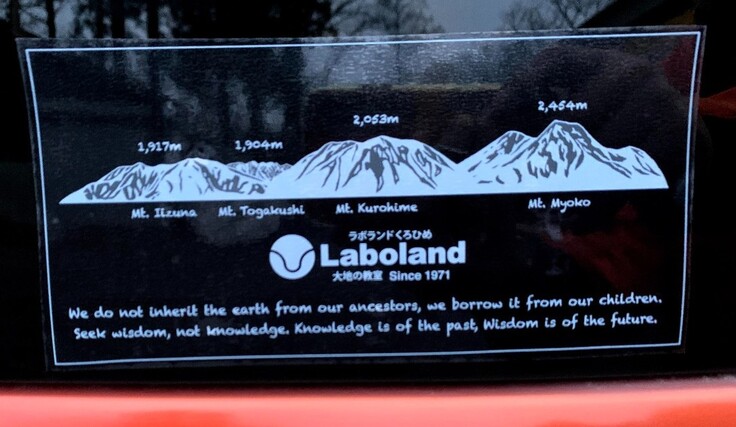 1,917m
1,904m
2,053m
2,454m
Mt. Iizuna
Mt. Togakushi
Mt. Kurohime
Mt. Myoko
ラボランドくろひめ
Laboland
大地の教室 Since 1971
We do not inherit the earth from our ancestors, we borrow it from our children.
Seek wisdom, not knowledge. Knowledge is of the past, Wisdom is of the future.